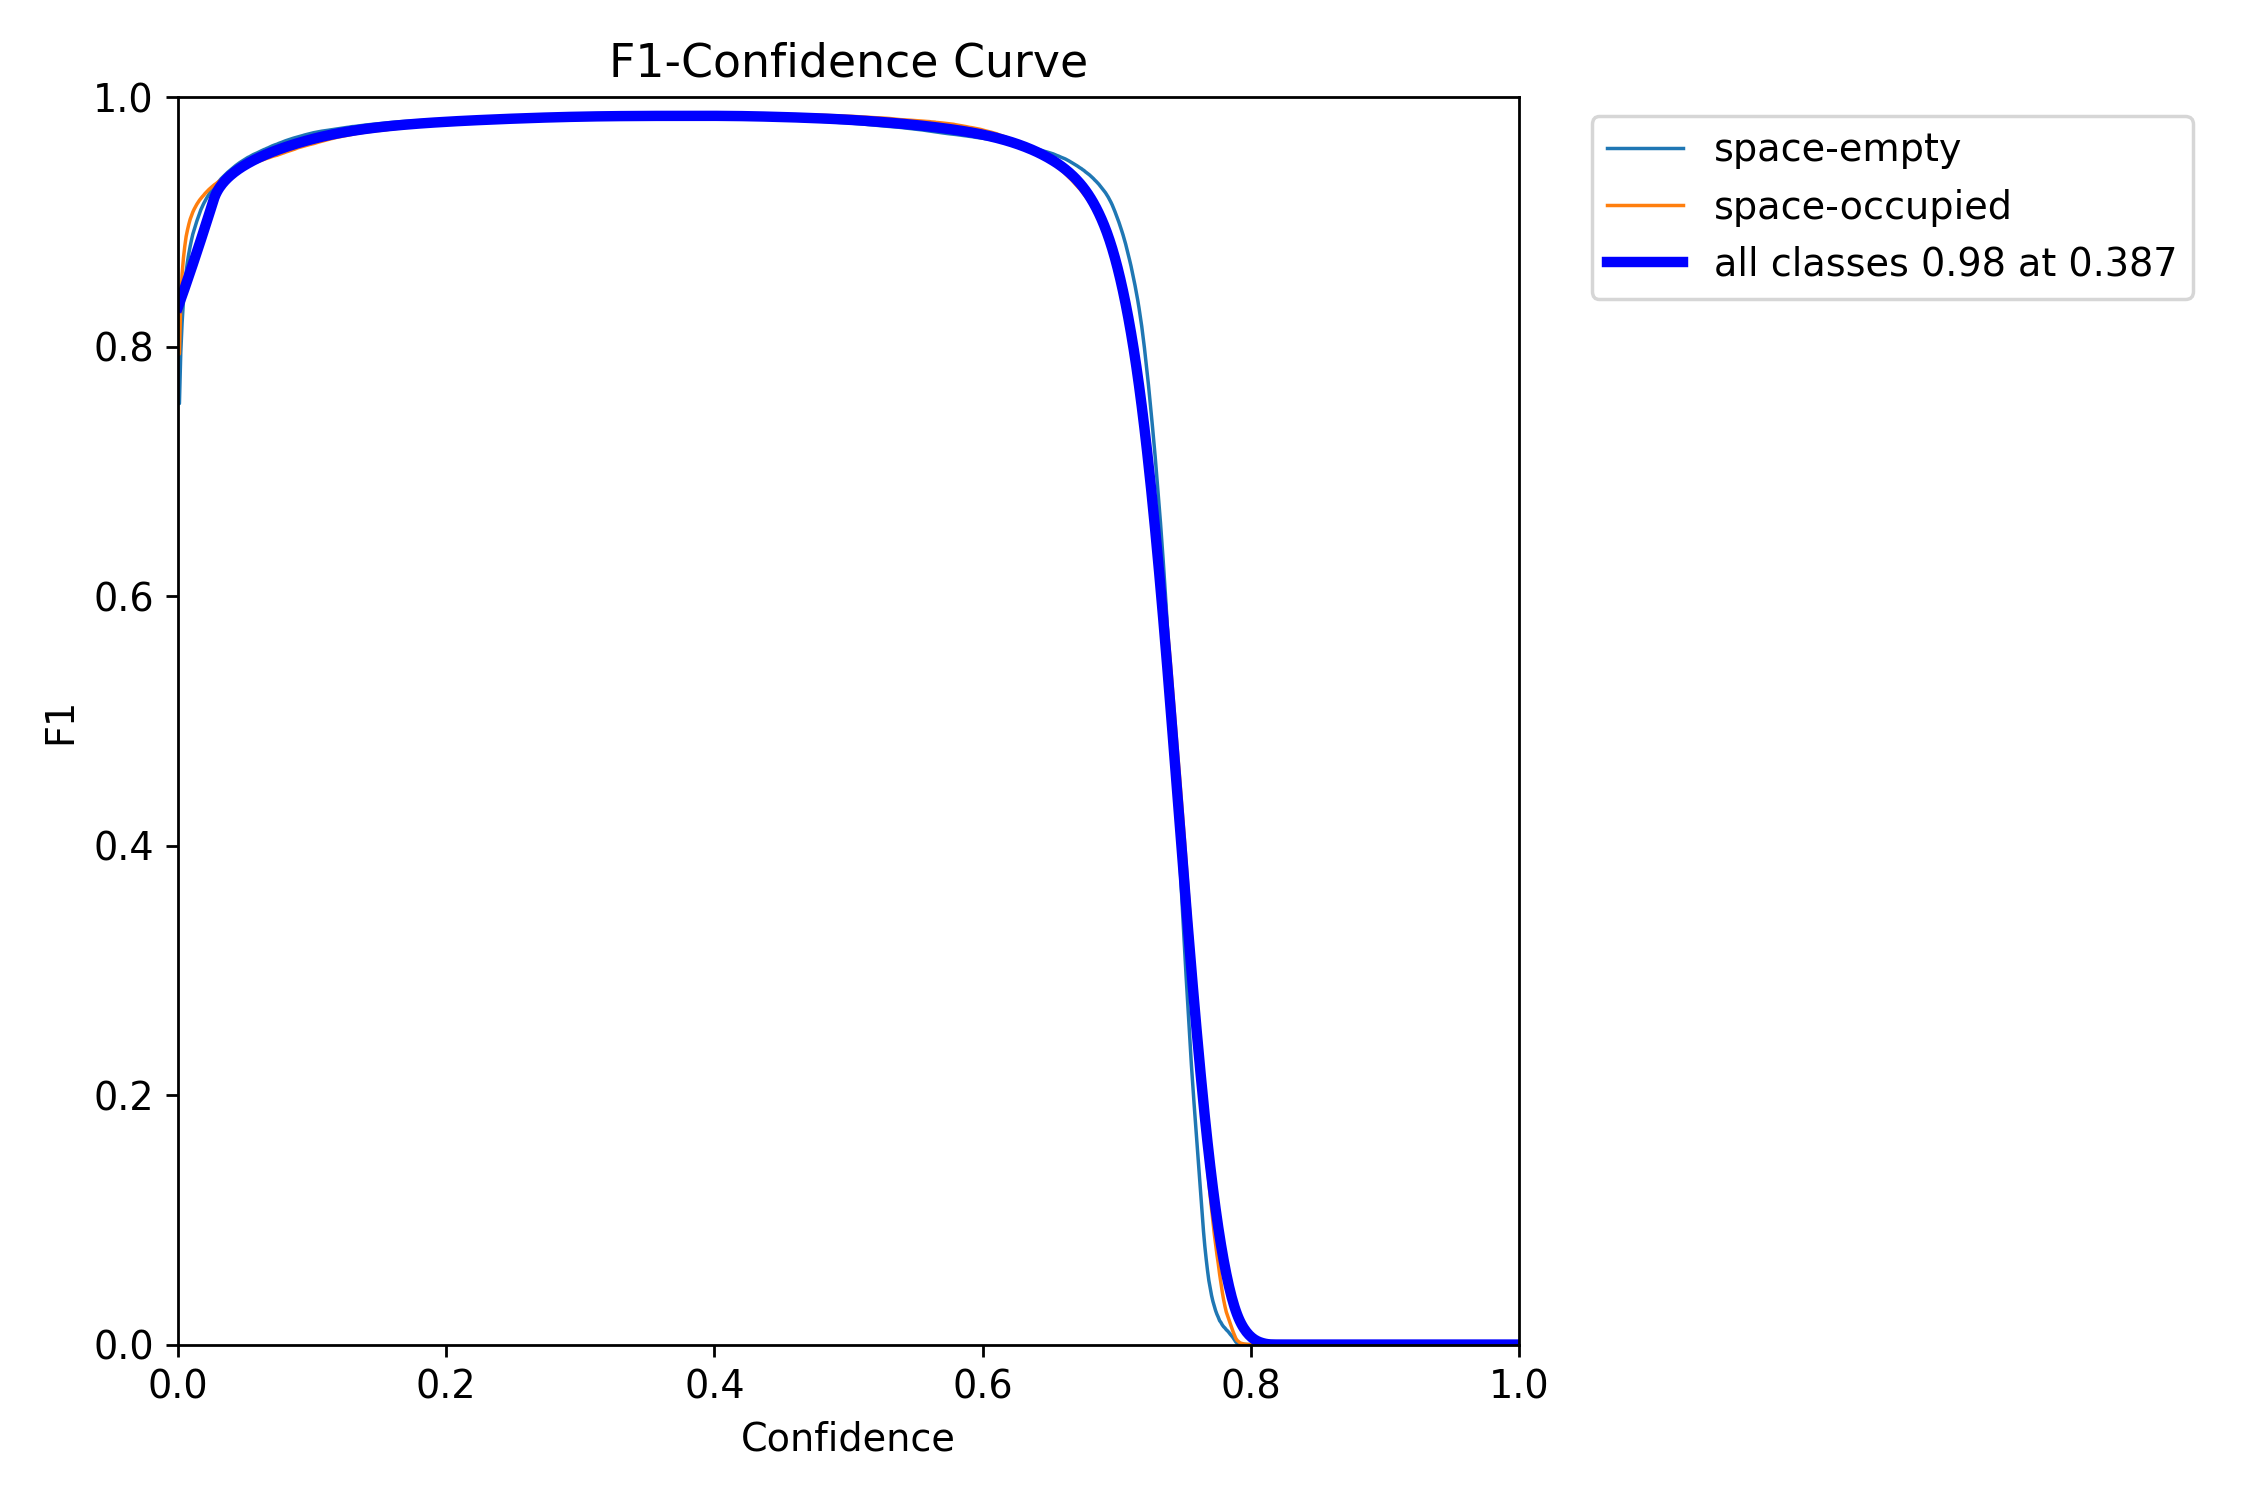 F1-Confidence Curve
1.0
0.8
0.6
0.4
0.2
0.0
F1
0.0 0.2 0.4 0.6 0.8 1.0
Confidence
space-empty
space-occupied
all classes 0.98 at 0.387